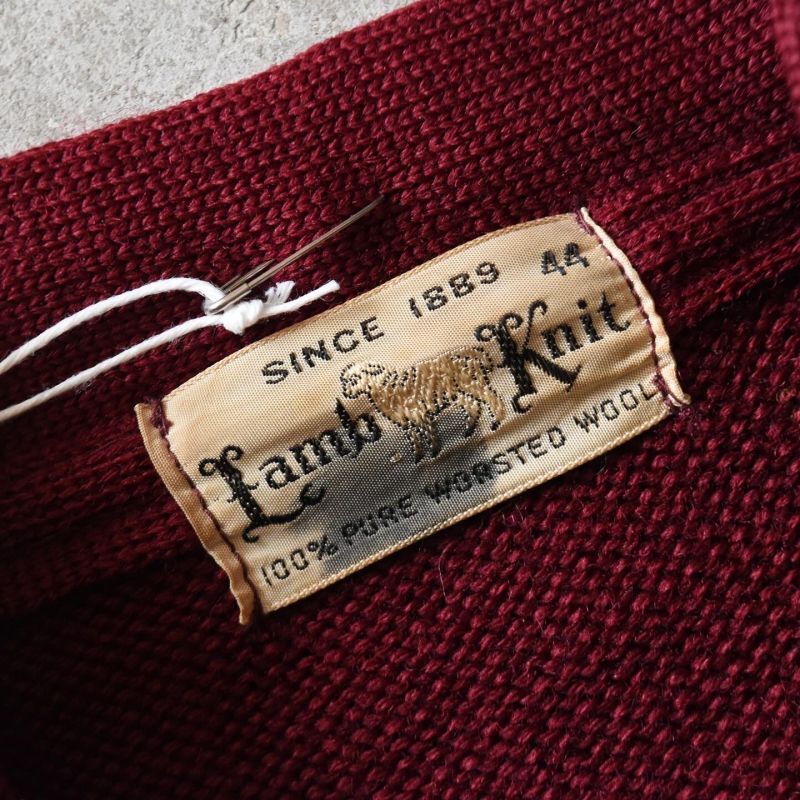 SINCE 1889 44
Lamb Knit
100% PURE WORSTED WOOL